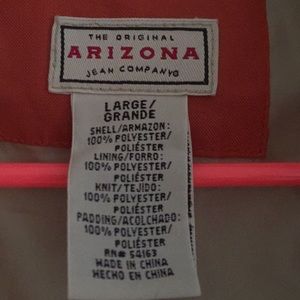 THE ORIGINAL
ARIZONA
JEAN COMPANY®
LARGE/
GRANDE
SHELL/ARMAZON:
100% POLYESTER/
POLIÉSTER
LINING/FORRO:
100% POLYESTER/
POLIÉSTER
KNIT/TEJIDO:
100% POLYESTER/
POLIÉSTER
PADDING/ACOLCHADO:
100% POLYESTER/
POLIÉSTER
RN# 54163
MADE IN CHINA
HECHO EN CHINA